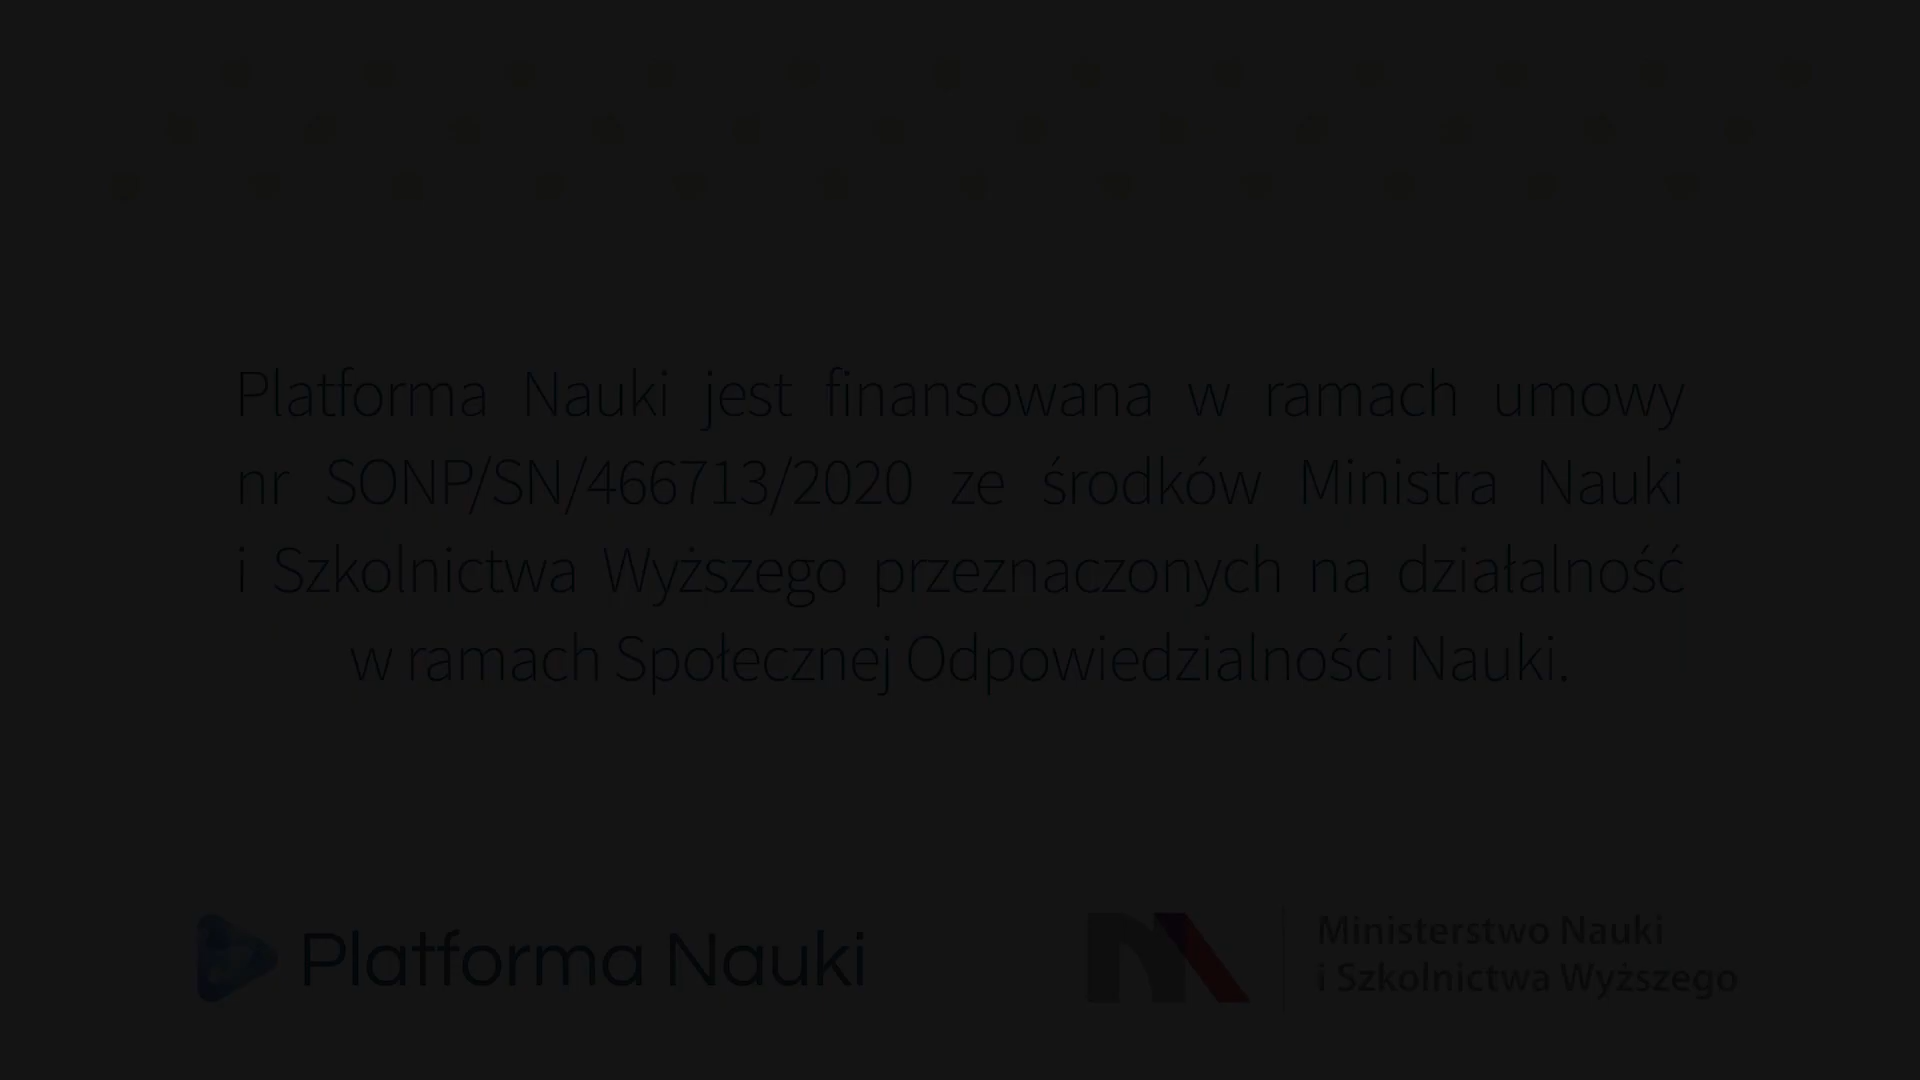 Platforma Nauki jest finansowana w ramach umowy
nr SONP/SN/466713/2020 ze środków Ministra Nauki
i Szkolnictwa Wyższego przeznaczonych na działalność
w ramach Społecznej Odpowiedzialności Nauki.
Platforma Nauki
Ministerstwo Nauki
i Szkolnictwa Wyższego